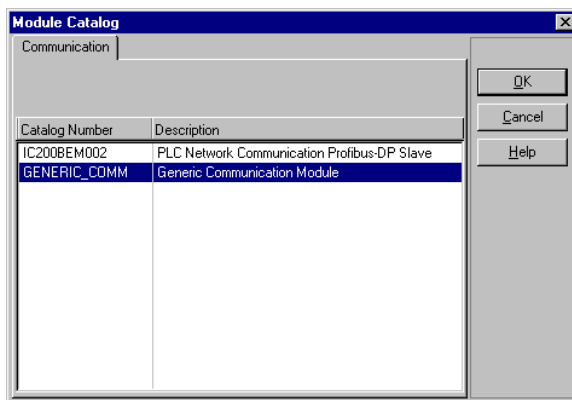 Module Catalog
Communication
OK
Cancel
Help
Catalog Number Description
IC200BEM002 PLC Network Communication Profibus-DP Slave
GENERIC_COMM Generic Communication Module